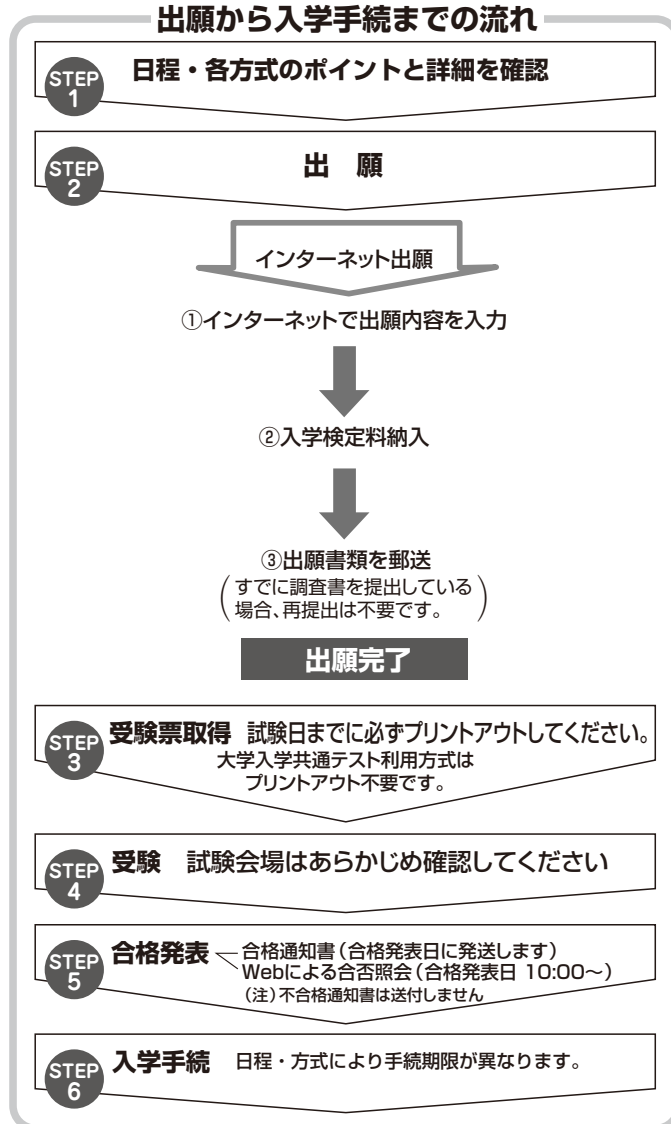 出願から入学手続までの流れ
STEP 1
日程・各方式のポイントと詳細を確認
STEP 2
出 願
インターネット出願
①インターネットで出願内容を入力
②入学検定料納入
③出願書類を郵送
(すでに調査書を提出している
場合、再提出は不要です。)
出願完了
STEP 3
受験票取得 試験日までに必ずプリントアウトしてください。
大学入学共通テスト利用方式は
プリントアウト不要です。
STEP 4
受験 試験会場はあらかじめ確認してください
STEP 5
合格発表 合格通知書(合格発表日に発送します)
Webによる合否照会(合格発表日 10:00~)
(注)不合格通知書は送付しません
STEP 6
入学手続 日程・方式により手続期限が異なります。